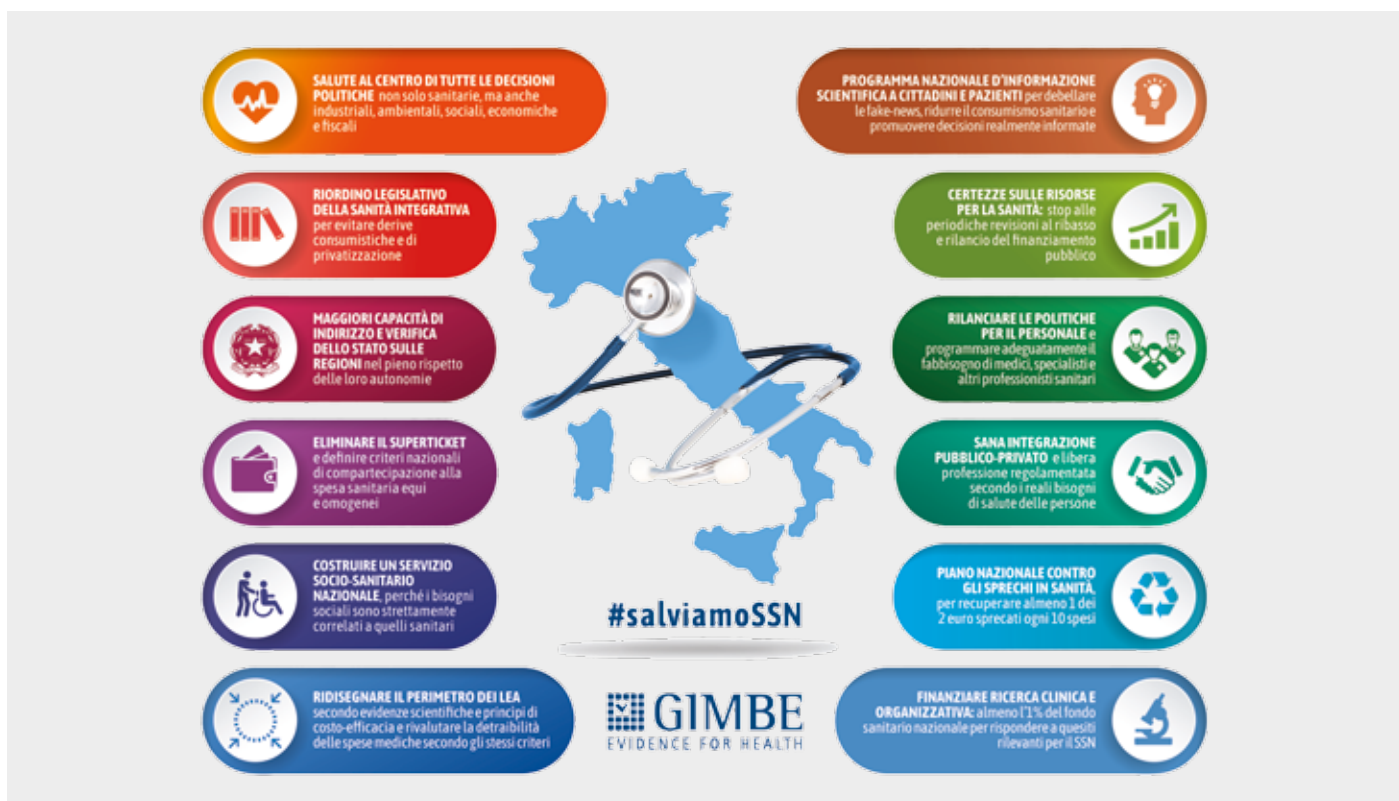 SALUTE AL CENTRO DI TUTTE LE DECISIONI
POLITICHE non solo sanitarie, ma anche
industriali, ambientali, sociali, economiche
e fiscali
RIORDINO LEGISLATIVO
DELLA SANITÀ INTEGRATIVA
per evitare derive
consumistiche e di
privatizzazione
MAGGIORI CAPACITÀ DI
INDIRIZZO E VERIFICA
DELLO STATO SULLE
REGIONI nel pieno rispetto
delle loro autonomie
ELIMINARE IL SUPERTICKET
e definire criteri nazionali
di compartecipazione alla
spesa sanitaria equi
e omogenei
COSTRUIRE UN SERVIZIO
SOCIO-SANITARIO
NAZIONALE, perché i bisogni
sociali sono strettamente
correlati a quelli sanitari
RIDISEGNARE IL PERIMETRO DEI LEA
secondo evidenze scientifiche e princìpi di
costo-efficacia e rivalutare la detraibilità
delle spese mediche secondo gli stessi criteri
#salviamoSSN
GIMBE
EVIDENCE FOR HEALTH
PROGRAMMA NAZIONALE D'INFORMAZIONE
SCIENTIFICA A CITTADINI E PAZIENTI per debellare
le fake-news, ridurre il consumismo sanitario e
promuovere decisioni realmente informate
CERTEZZE SULLE RISORSE
PER LA SANITÀ: stop alle
periodiche revisioni al ribasso
e rilancio del finanziamento
pubblico
RILANCIARE LE POLITICHE
PER IL PERSONALE e
programmare adeguatamente il
fabbisogno di medici, specialisti e
altri professionisti sanitari
SANA INTEGRAZIONE
PUBBLICO-PRIVATO e libera
professione regolamentata
secondo i reali bisogni
di salute delle persone
PIANO NAZIONALE CONTRO
GLI SPRECHI IN SANITÀ,
per recuperare almeno 1 dei
2 euro sprecati ogni 10 spesi
FINANZIARE RICERCA CLINICA E
ORGANIZZATIVA: almeno l'1% del fondo
sanitario nazionale per rispondere a quesiti
rilevanti per il SSN